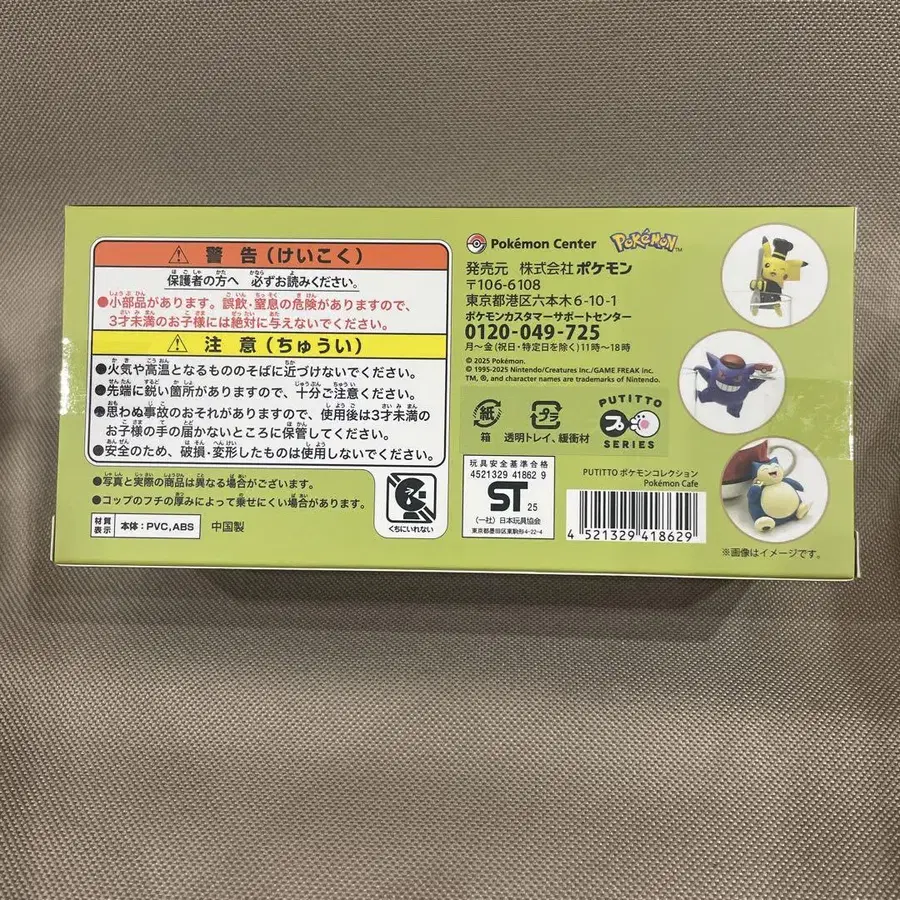 ⚠ 警告(けいこく)
保護者の方へ 必ずお読みください。
●小部品があります。誤飲・窒息の危険がありますので、
3才未満のお子様には絶対に与えないでください。
⚠ 注意(ちゅうい)
●火気や高温となるもののそばに近づけないでください。
●先端に鋭い箇所がありますので、十分ご注意ください。
●思わぬ事故のおそれがありますので、使用後は3才未満の
お子様の手の届かないところに保管してください。
●安全のため、破損・変形したものは使用しないでください。
●写真と実際の商品は異なる場合がございます。
●コップのフチの厚みによって乗せにくい場合があります。
くちにいれない
材質表示 本体:PVC,ABS 中国製
Pokémon Center POKéMON™
発売元 株式会社ポケモン
〒106-6108
東京都港区六本木6-10-1
ポケモンカスタマーサポートセンター
0120-049-725
月～金(祝日・特定日を除く)11時～18時
© 2025 Pokémon.
© 1995-2025 Nintendo/Creatures Inc./GAME FREAK inc.
TM, ®, and character names are trademarks of Nintendo.
紙
箱
プラ
透明トレイ、緩衝材
PUTITTO
プ
SERIES
玩具安全基準合格
4521329 41862 9
ST 25
(一社)日本玩具協会
東京都墨田区東駒形4-22-4
PUTITTO ポケモンコレクション
Pokémon Cafe
4 521329 418629
※画像はイメージです。